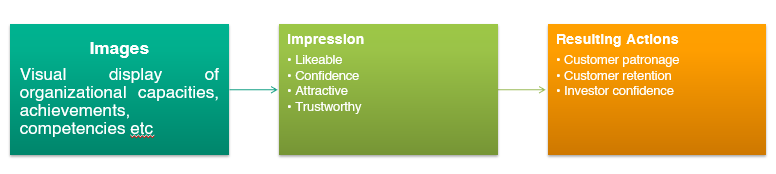 Images
Visual display of
organizational capacities,
achievements,
competencies etc
Impression
• Likeable
• Confidence
• Attractive
• Trustworthy
Resulting Actions
• Customer patronage
• Customer retention
• Investor confidence